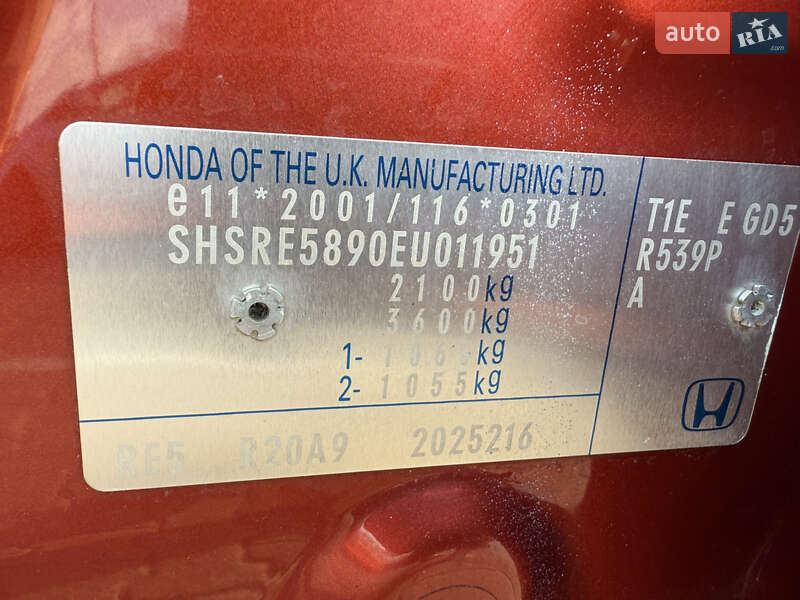 auto RIA.com
HONDA OF THE U.K. MANUFACTURING LTD.
e11*2001/116*0301
SHSRE5890EU011951
2100kg
3600kg
1- kg
2- 1055kg
RE5 R20A9 2025216
T1E E GD5
R539P
A